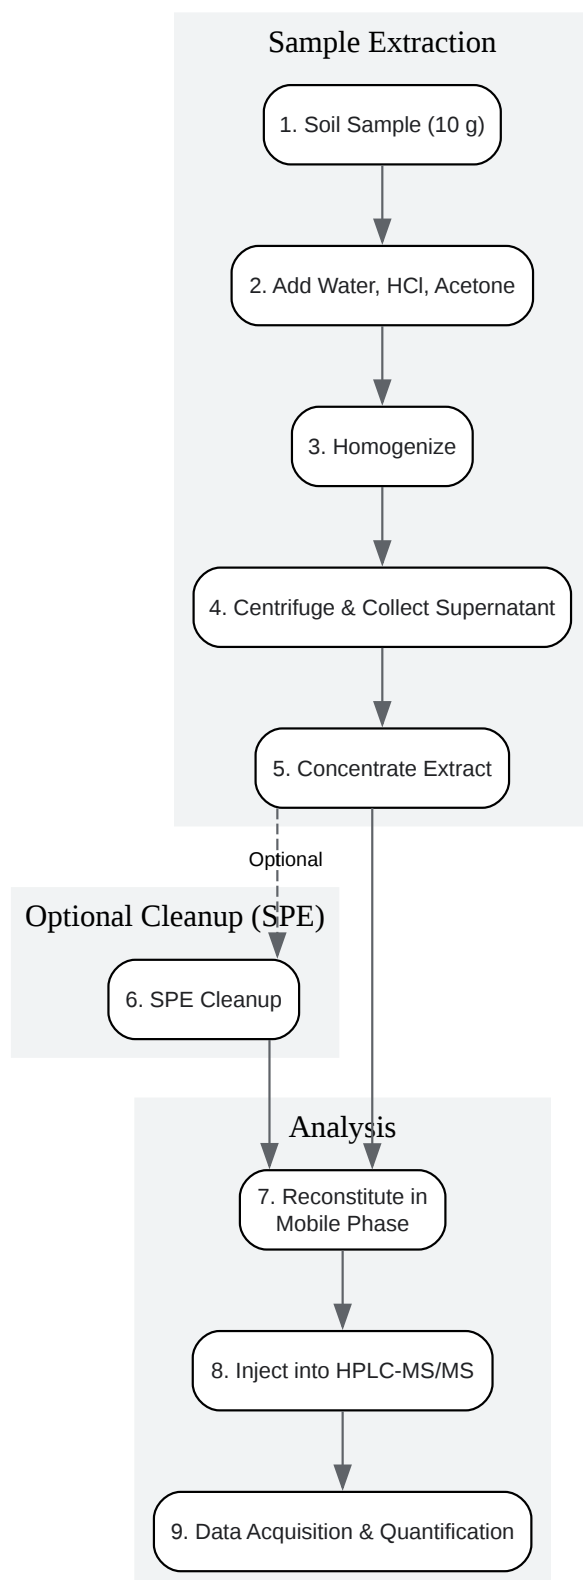 Sample Extraction
1. Soil Sample (10 g)
2. Add Water, HCl, Acetone
3. Homogenize
4. Centrifuge & Collect Supernatant
5. Concentrate Extract
Optional
Optional Cleanup (SPE)
6. SPE Cleanup
Analysis
7. Reconstitute in
Mobile Phase
8. Inject into HPLC-MS/MS
9. Data Acquisition & Quantification